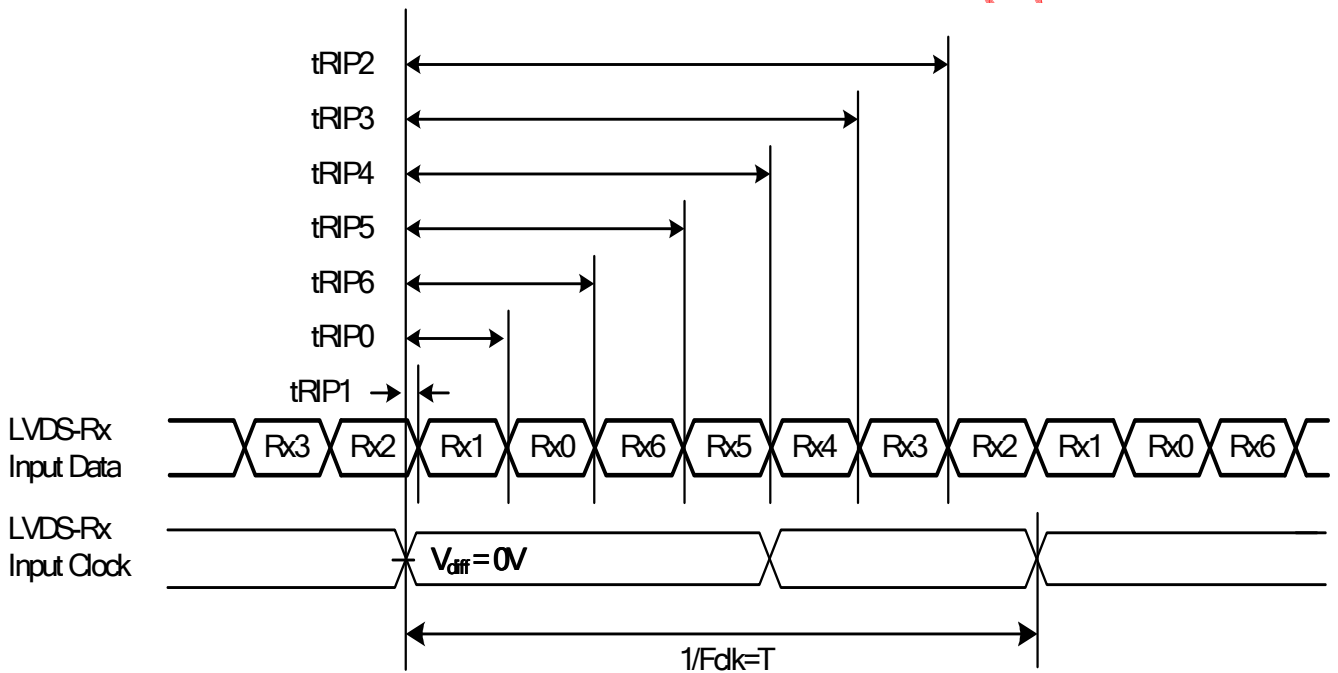 tRIP2
tRIP3
tRIP4
tRIP5
tRIP6
tRIP0
tRIP1
LVDS-Rx
Input Data
Rx3 Rx2 Rx1 Rx0 Rx6 Rx5 Rx4 Rx3 Rx2 Rx1 Rx0 Rx6
LVDS-Rx
Input Clock
Vdiff = 0V
1/Fclk=T